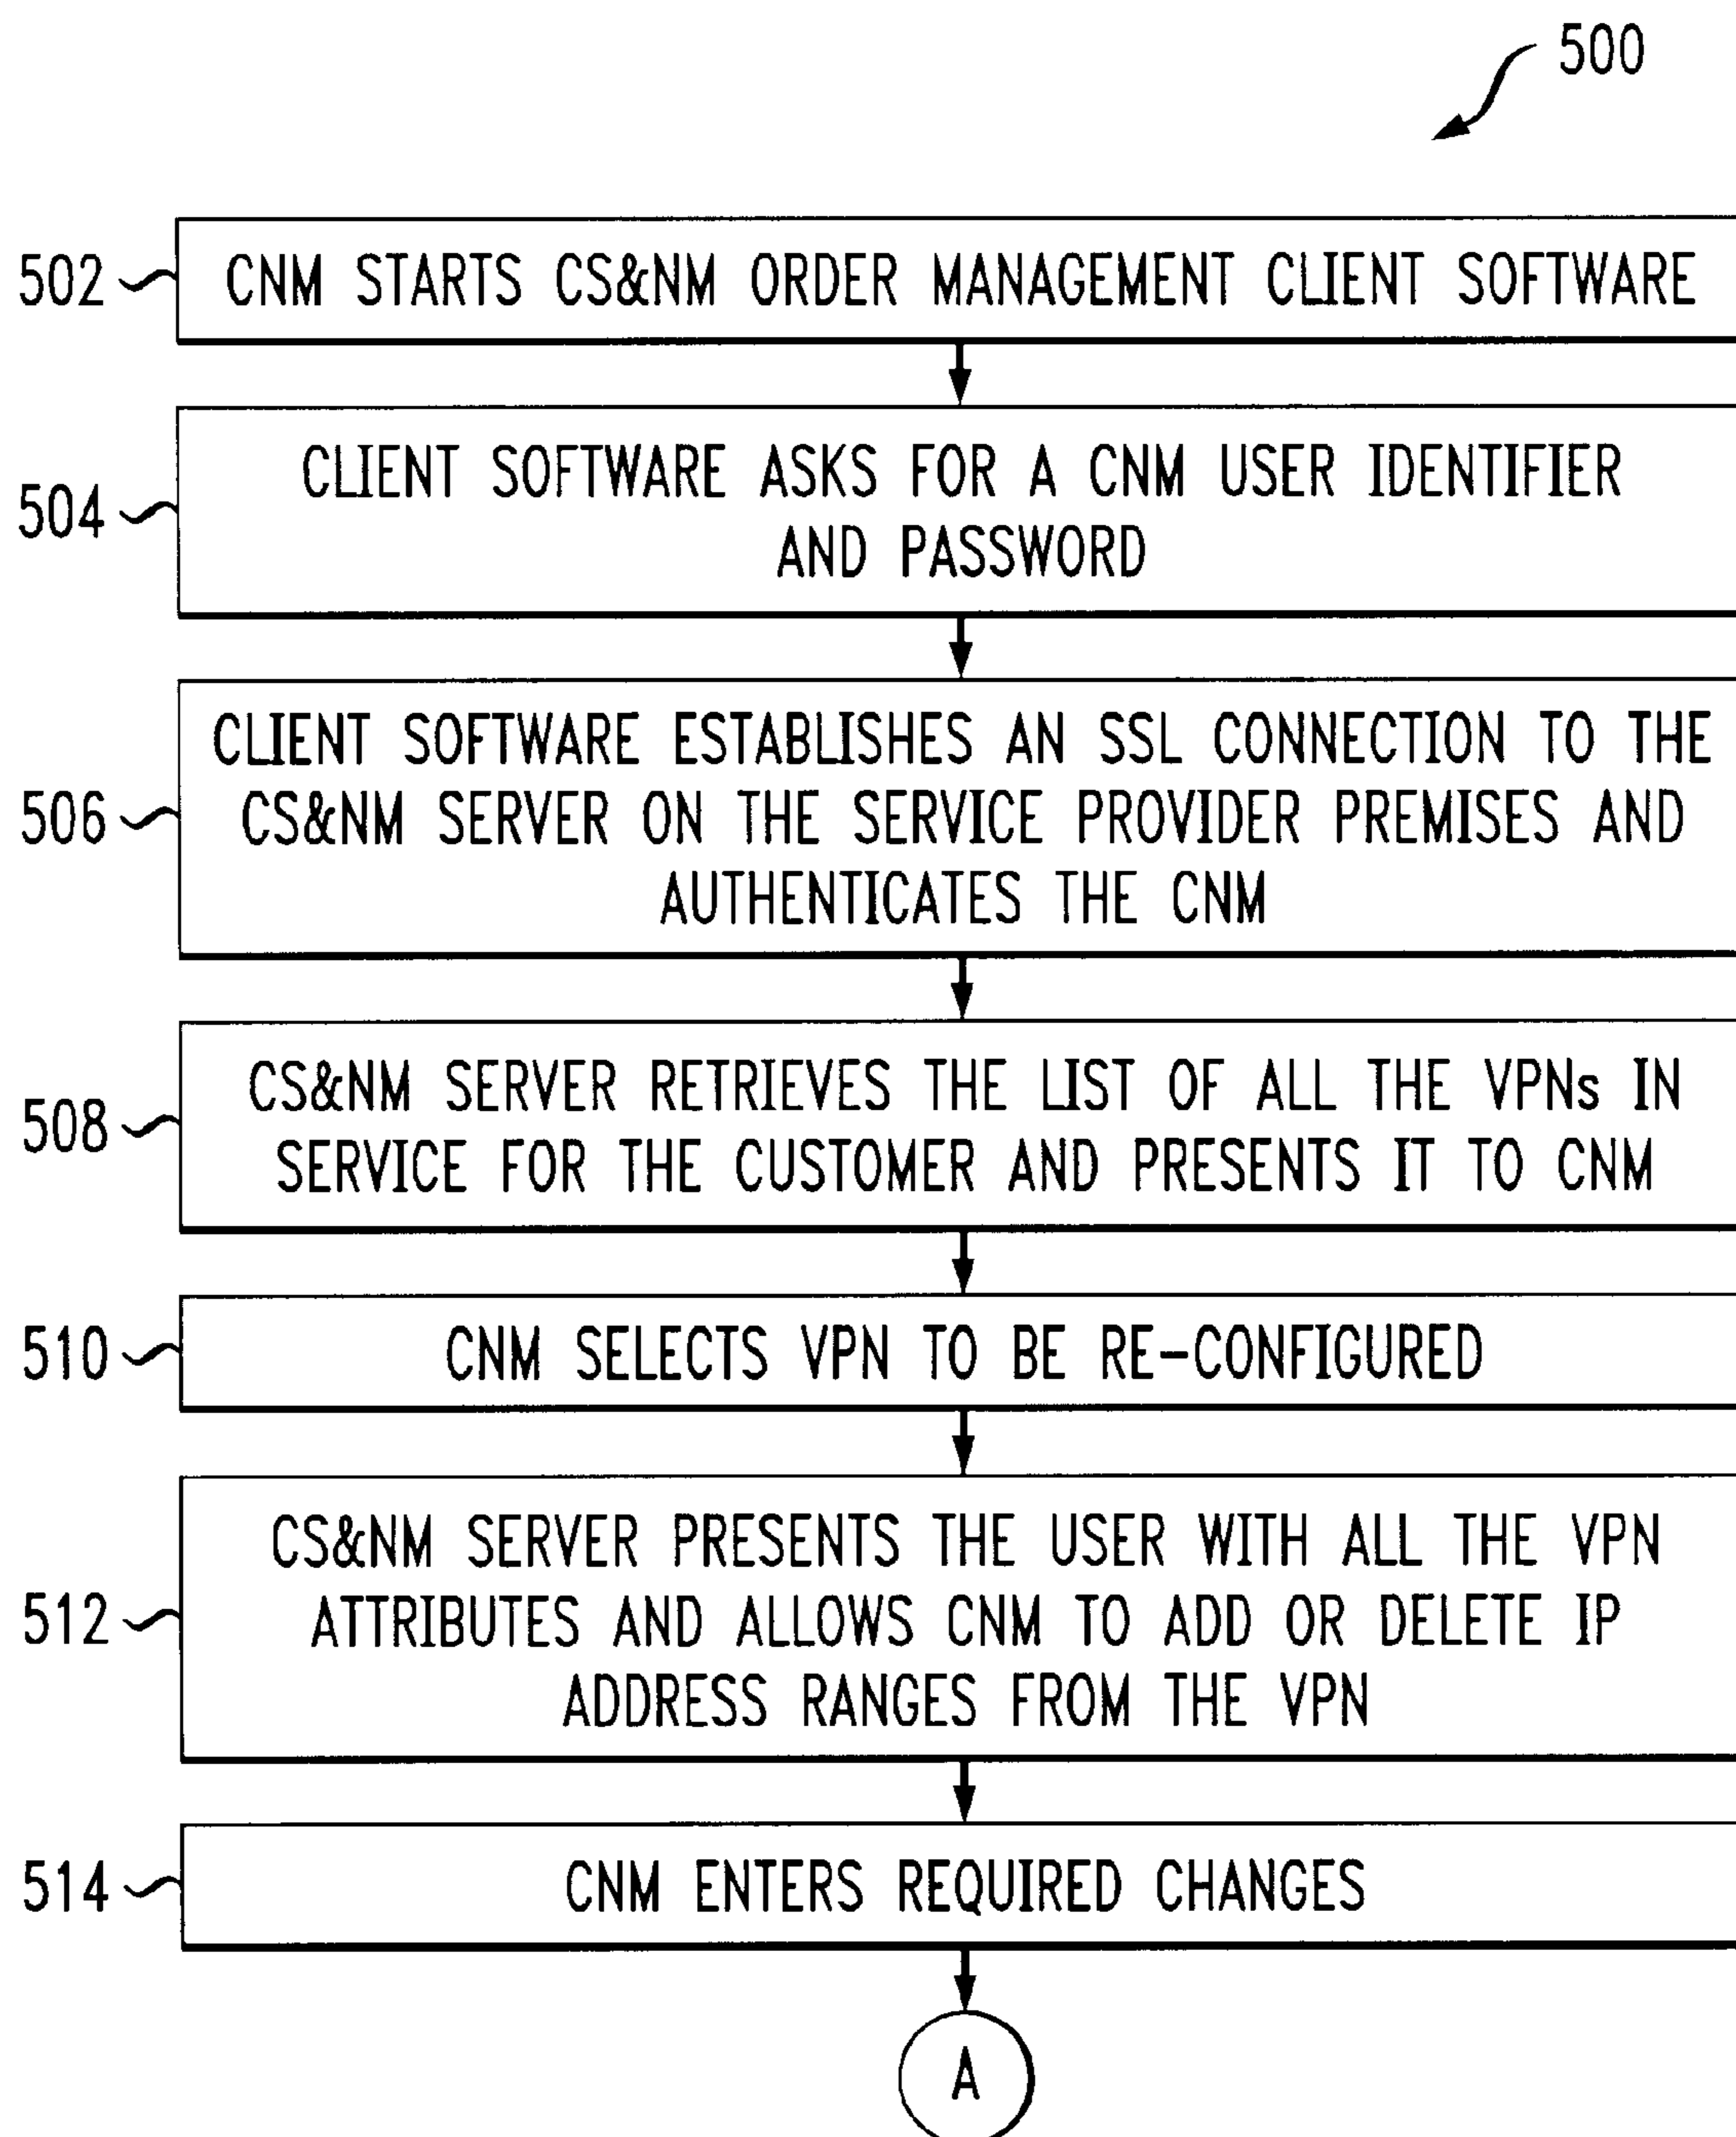 500
502
CNM STARTS CS&NM ORDER MANAGEMENT CLIENT SOFTWARE
504
CLIENT SOFTWARE ASKS FOR A CNM USER IDENTIFIER
AND PASSWORD
506
CLIENT SOFTWARE ESTABLISHES AN SSL CONNECTION TO THE
CS&NM SERVER ON THE SERVICE PROVIDER PREMISES AND
AUTHENTICATES THE CNM
508
CS&NM SERVER RETRIEVES THE LIST OF ALL THE VPNs IN
SERVICE FOR THE CUSTOMER AND PRESENTS IT TO CNM
510
CNM SELECTS VPN TO BE RE-CONFIGURED
512
CS&NM SERVER PRESENTS THE USER WITH ALL THE VPN
ATTRIBUTES AND ALLOWS CNM TO ADD OR DELETE IP
ADDRESS RANGES FROM THE VPN
514
CNM ENTERS REQUIRED CHANGES
A